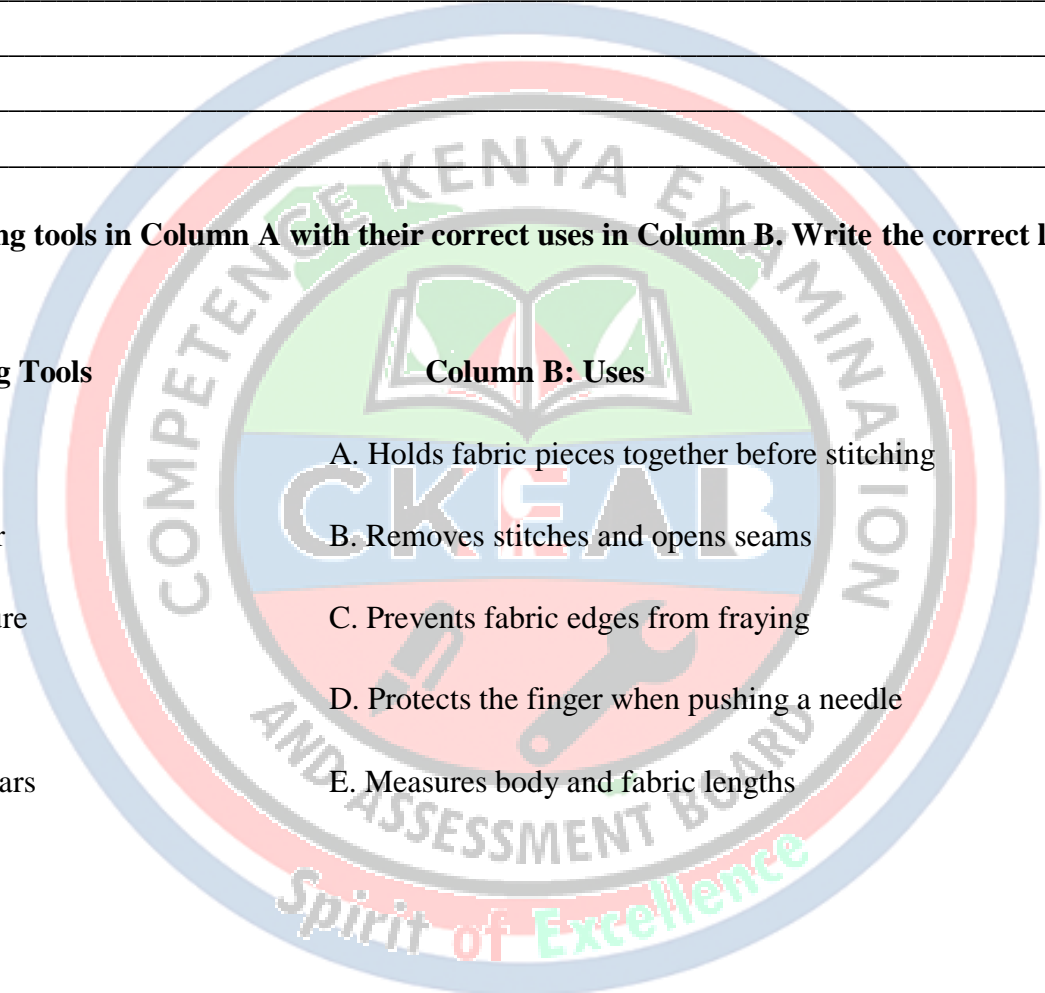 COMPETENCE KENYA EXAMINATION
ng tools in Column A with their correct uses in Column B. Write the correct l
g Tools Column B: Uses
A. Holds fabric pieces together before stitching
r B. Removes stitches and opens seams
CKEAB
ure C. Prevents fabric edges from fraying
D. Protects the finger when pushing a needle
ars E. Measures body and fabric lengths
AND ASSESSMENT BOARD
Spirit of Excellence